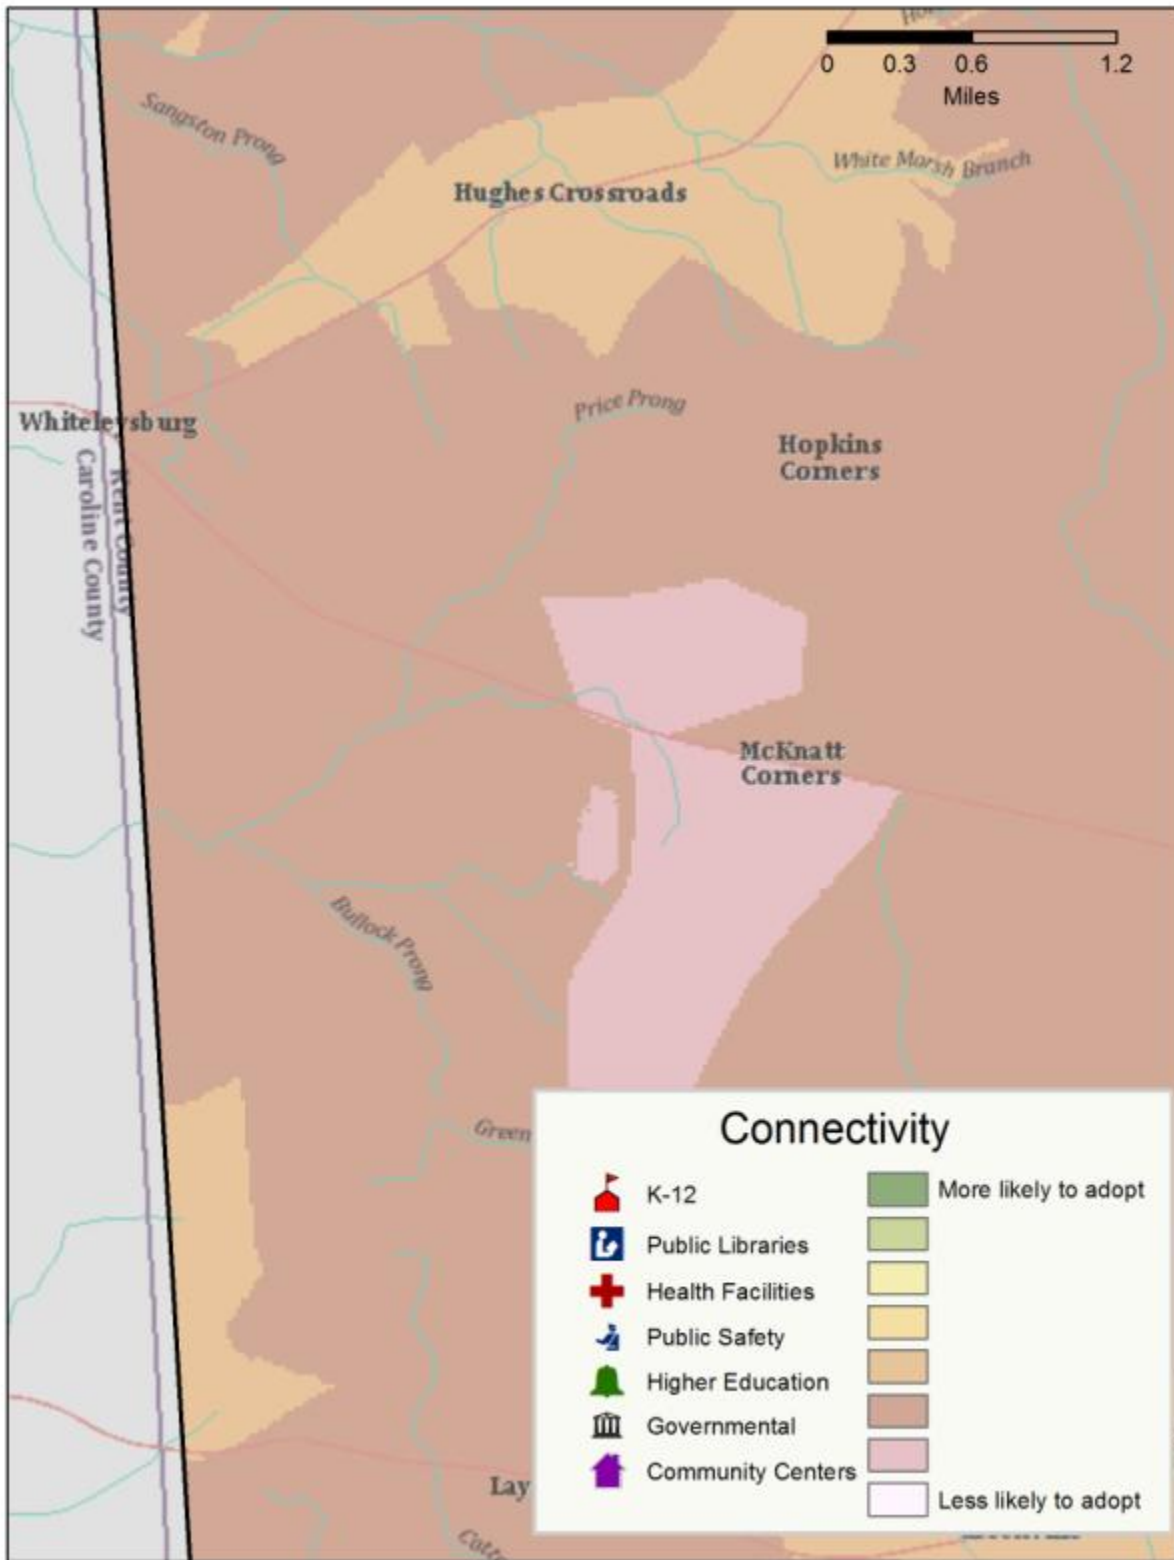 0 0.3 0.6 1.2
Miles
Sangston Prong
White Marsh Branch
Hughes Crossroads
Price Prong
Whiteleysburg
Hopkins
Corners
Kent County
Caroline County
McKnatt
Corners
Bullock Prong
Green
Connectivity
K-12
Public Libraries
Health Facilities
Public Safety
Higher Education
Governmental
Community Centers
More likely to adopt
Less likely to adopt
Lay